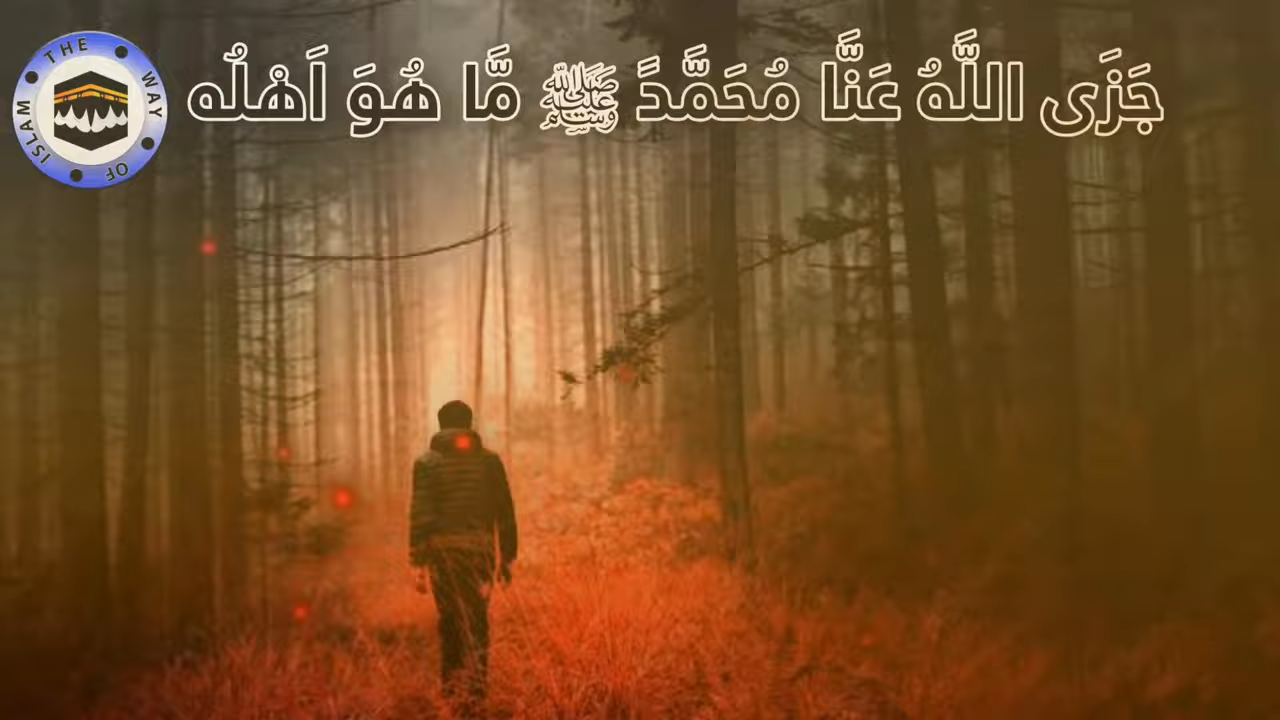 جَزَى اللَّهُ عَنَّا مُحَمَّدً ﷺ مَّا هُوَ اَهْلُه
THE WAY OF ISLAM